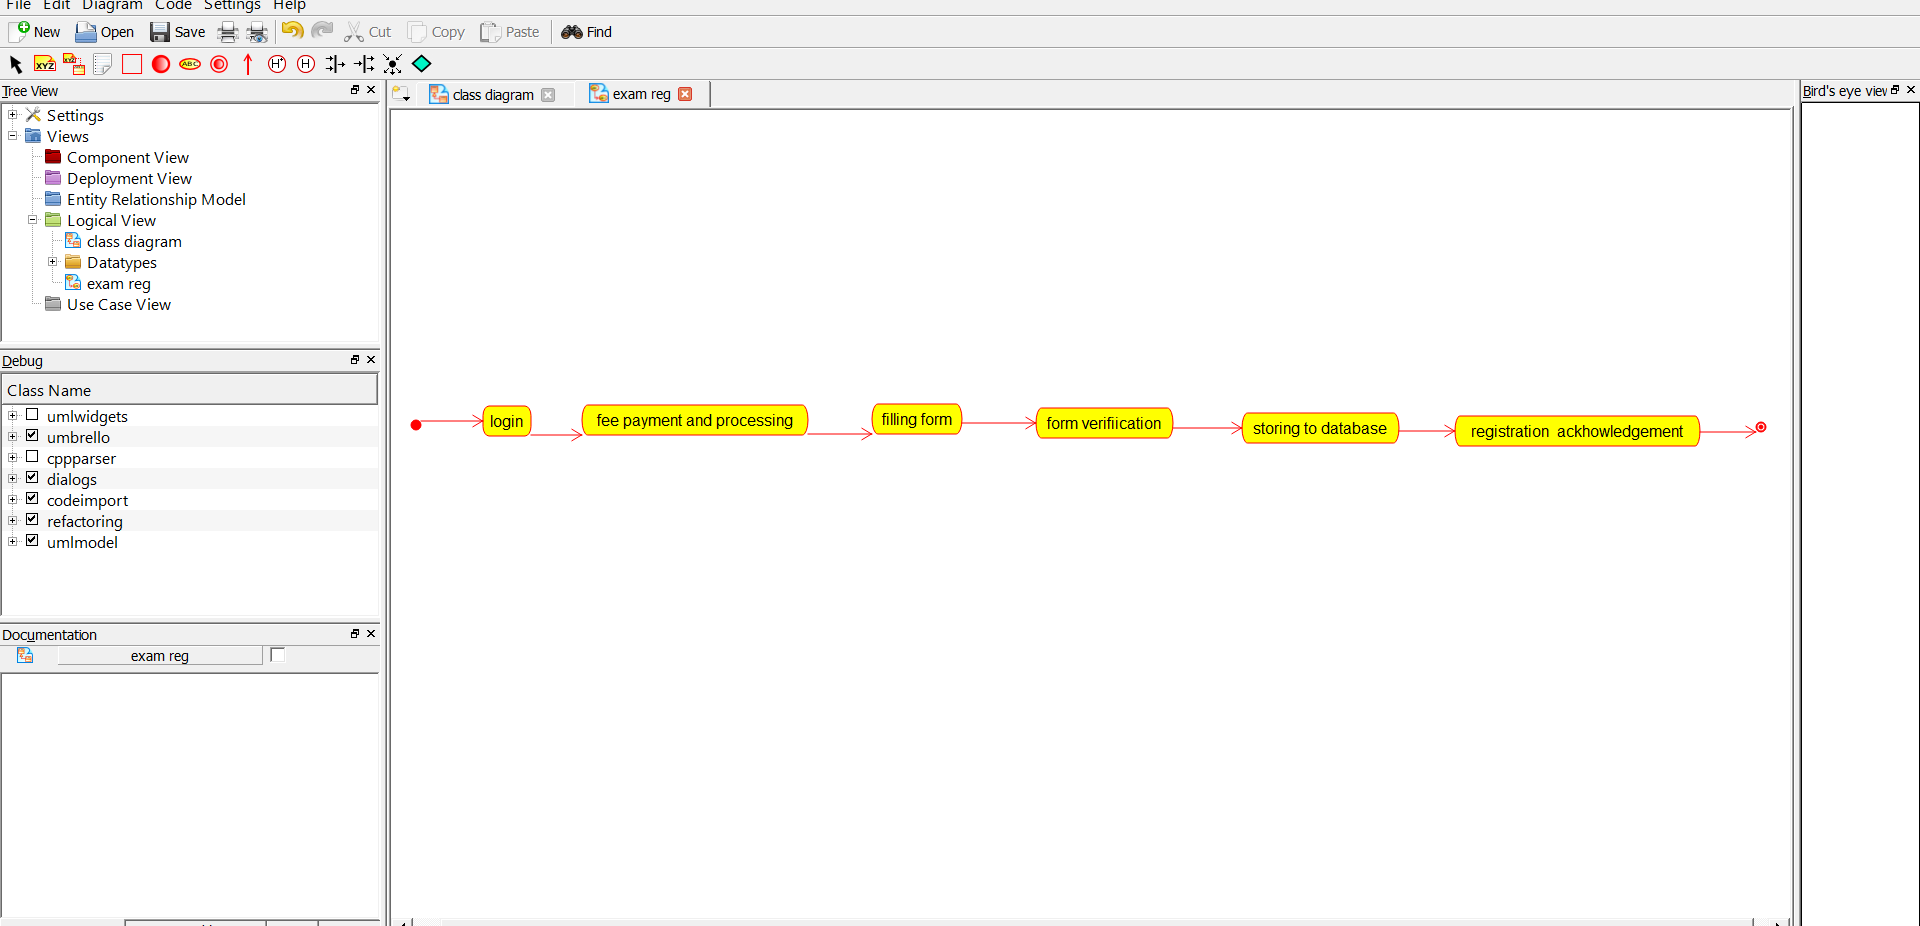 File Edit Diagram Code Settings Help
New Open Save Cut Copy Paste Find
XYZ XYZ ABC H* H
Tree View
class diagram exam reg
Bird's eye view
Settings
Views
Component View
Deployment View
Entity Relationship Model
Logical View
class diagram
Datatypes
exam reg
Use Case View
Debug
Class Name
umlwidgets
umbrello
cppparser
dialogs
codeimport
refactoring
umlmodel
Documentation
exam reg
login
fee payment and processing
filling form
form verifiication
storing to database
registration ackhowledgement